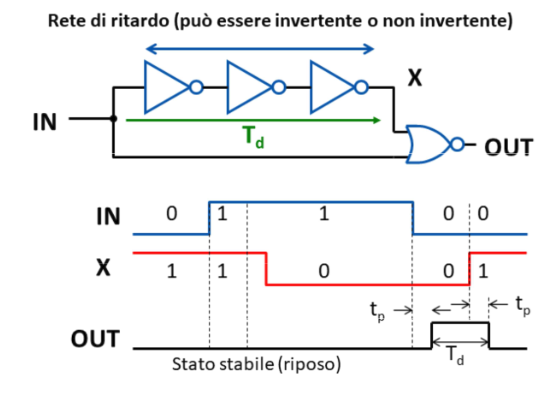 Rete di ritardo (può essere invertente o non invertente)
X
IN
Td
OUT
IN 0 1 1 0 0
X 1 1 0 0 1
tp tp
OUT
Td
Stato stabile (riposo)